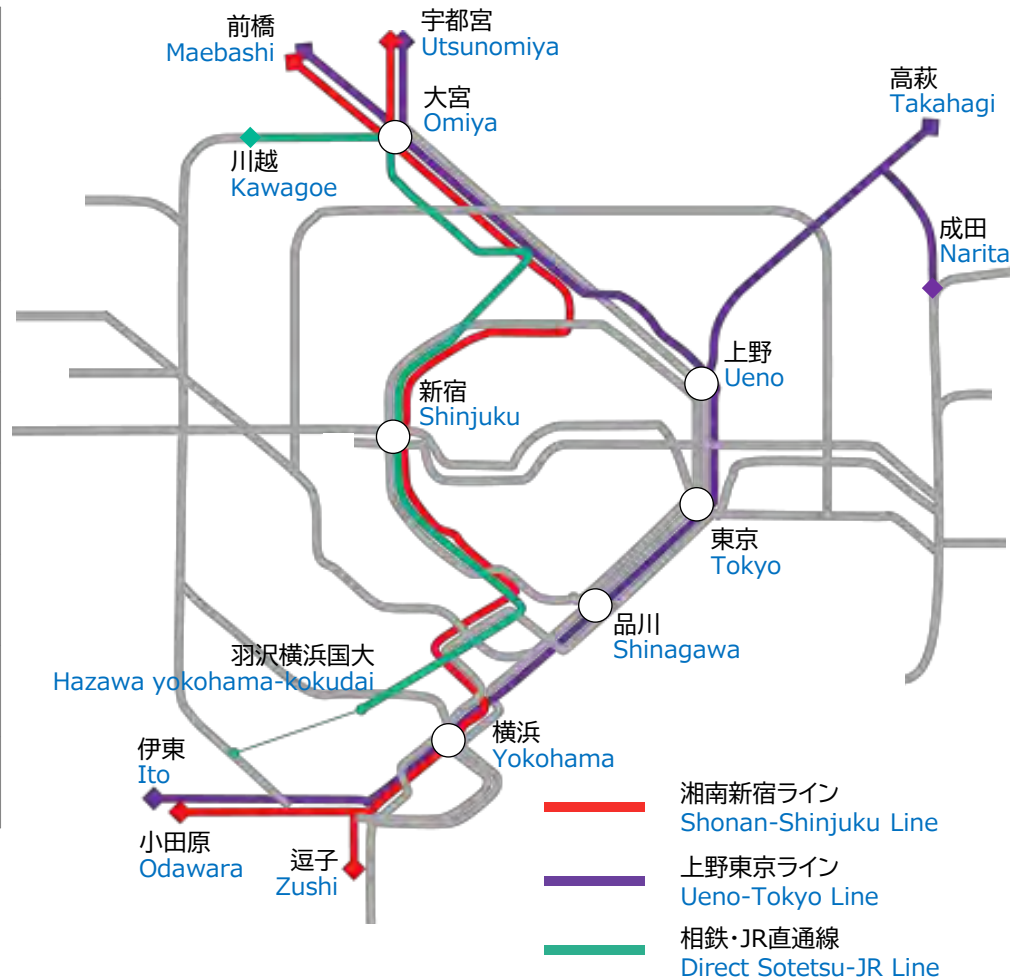 前橋
Maebashi
宇都宮
Utsunomiya
大宮
Omiya
高萩
Takahagi
川越
Kawagoe
成田
Narita
上野
Ueno
新宿
Shinjuku
東京
Tokyo
品川
Shinagawa
羽沢横浜国大
Hazawa yokohama-kokudai
横浜
Yokohama
伊東
Ito
小田原
Odawara
逗子
Zushi
湘南新宿ライン
Shonan-Shinjuku Line
上野東京ライン
Ueno-Tokyo Line
相鉄・JR直通線
Direct Sotetsu-JR Line